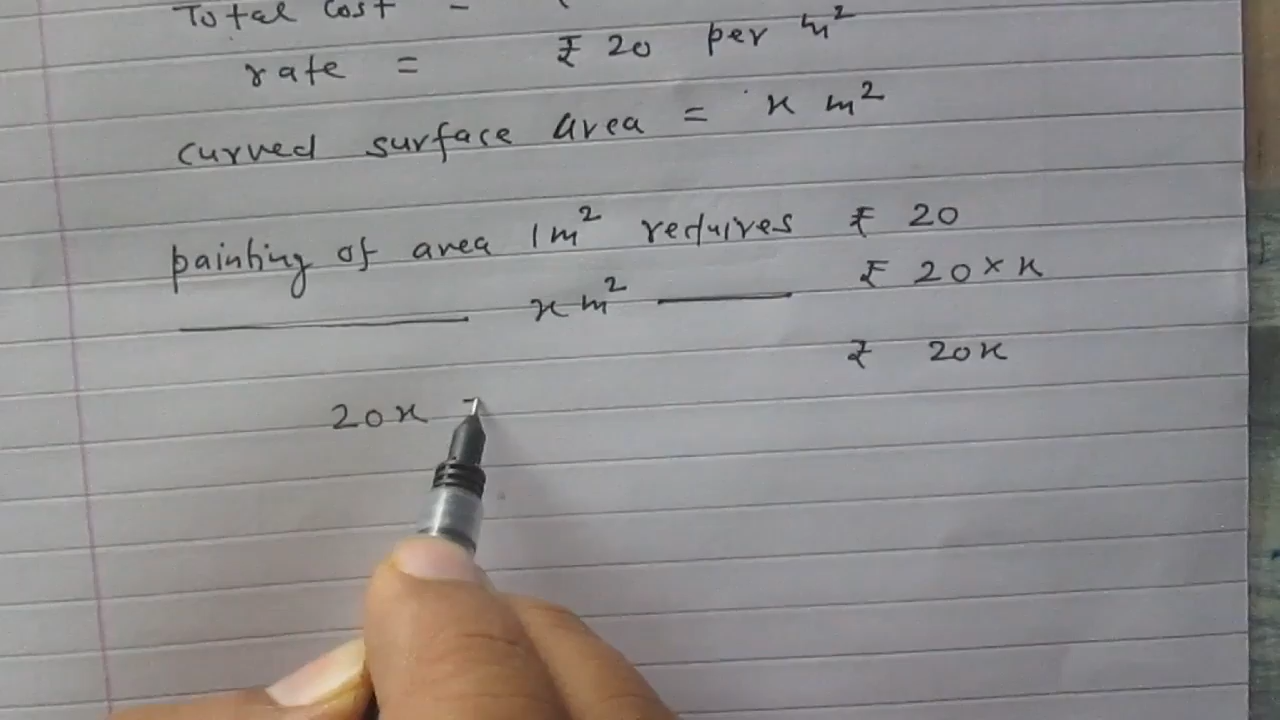 Total Cost -
rate = ₹ 20 per m²
curved surface area = x m²
painting of area 1m² requires ₹ 20
x m² ₹ 20 × x
₹ 20x
20x